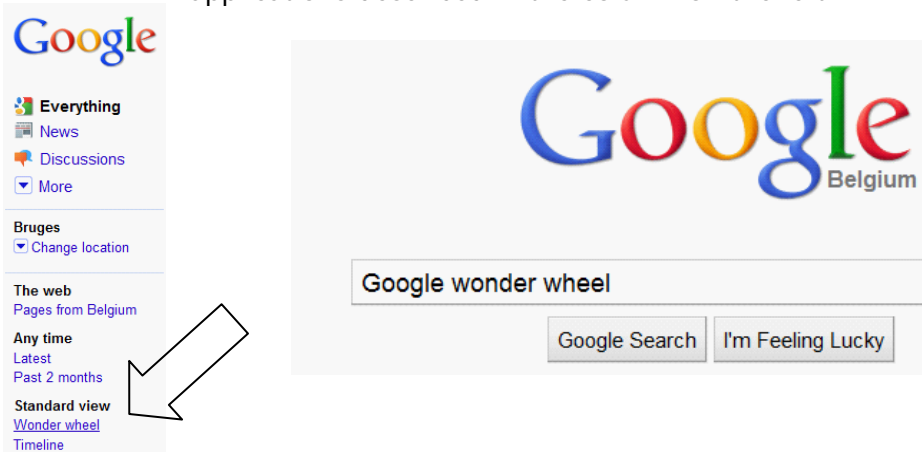 Google
Everything
News
Discussions
More
Bruges
Change location
The web
Pages from Belgium
Any time
Latest
Past 2 months
Standard view
Wonder wheel
Timeline
Google
Belgium
Google wonder wheel
Google Search
I'm Feeling Lucky